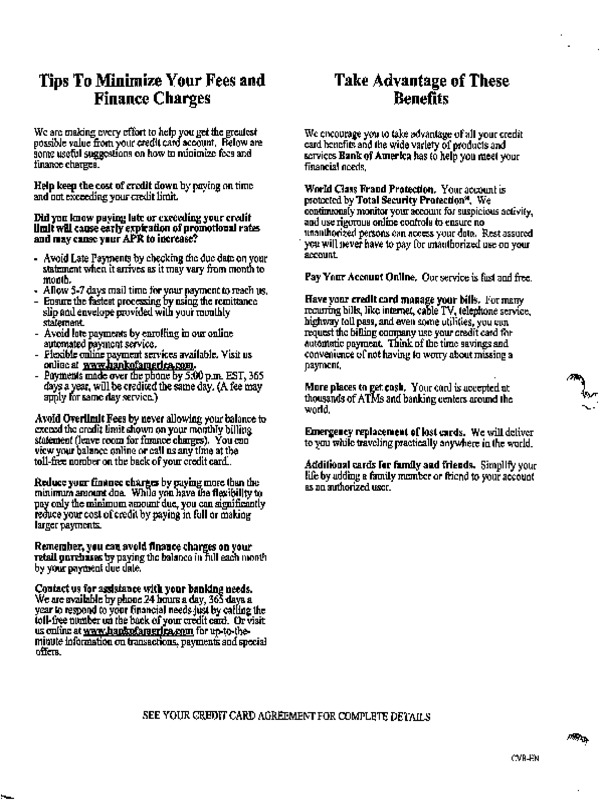 Tips To Minimize Your Fees and
Finance Charges
We are making every effort to help you get the greatest
possible value from your credit card account. Below are
some useful suggestions on how to minimize fees and
finance charges.
Help keep the cost of credit down by paying on time
and not exceeding your credit limit.
Did you know paying late or exceeding your credit
limit will cause early expiration of promotional rates
and may cause your APR to increase?
- Avoid Late Payments by checking the due date on your
statement when it arrives as it may vary from month to
month.
- Allow 5-7 days mail time for your payment to reach us.
- Ensure the fastest processing by using the remittance
slip and envelope provided with your monthly
statement.
- Avoid late payments by enrolling in our online
automated payment service.
- Flexible online payment services available. Visit us
online at www.bankofamerica.com.
- Payments made over the phone by 5:00 p.m. EST, 365
days a year, will be credited the same day. (A fee may
apply for same day service.)
Avoid Overlimit Fees by never allowing your balance to
exceed the credit limit shown on your monthly billing
statement (leave room for finance charges). You can
view your balance online or call us any time at the
toll-free number on the back of your credit card..
Reduce your finance charges by paying more than the
minimum amount due. While you have the flexibility to
pay only the minimum amount due, you can significantly
reduce your cost of credit by paying in full or making
larger payments.
Remember, you can avoid finance charges on your
retail purchases by paying the balance in full each month
by your payment due date.
Contact us for assistance with your banking needs.
We are available by phone 24 hours a day, 365 days a
year to respond to your financial needs just by calling the
toll-free number on the back of your credit card. Or visit
us online at www.bankofamerica.com for up-to-the-
minute information on transactions, payments and special
offers.
Take Advantage of These
Benefits
We encourage you to take advantage of all your credit
card benefits and the wide variety of products and
services Bank of America has to help you meet your
financial needs.
World Class Fraud Protection. Your account is
protected by Total Security Protection℠. We
continuously monitor your account for suspicious activity,
and use rigorous online controls to ensure no
unauthorized persons can access your data. Rest assured
you will never have to pay for unauthorized use on your
account.
Pay Your Account Online. Our service is fast and free.
Have your credit card manage your bills. For many
recurring bills, like internet, cable TV, telephone service,
highway toll pass, and even some utilities, you can
request the billing company use your credit card for
automatic payment. Think of the time savings and
convenience of not having to worry about missing a
payment.
More places to get cash. Your card is accepted at
thousands of ATMs and banking centers around the
world.
Emergency replacement of lost cards. We will deliver
to you while traveling practically anywhere in the world.
Additional cards for family and friends. Simplify your
life by adding a family member or friend to your account
as an authorized user.
SEE YOUR CREDIT CARD AGREEMENT FOR COMPLETE DETAILS
CVB-EN